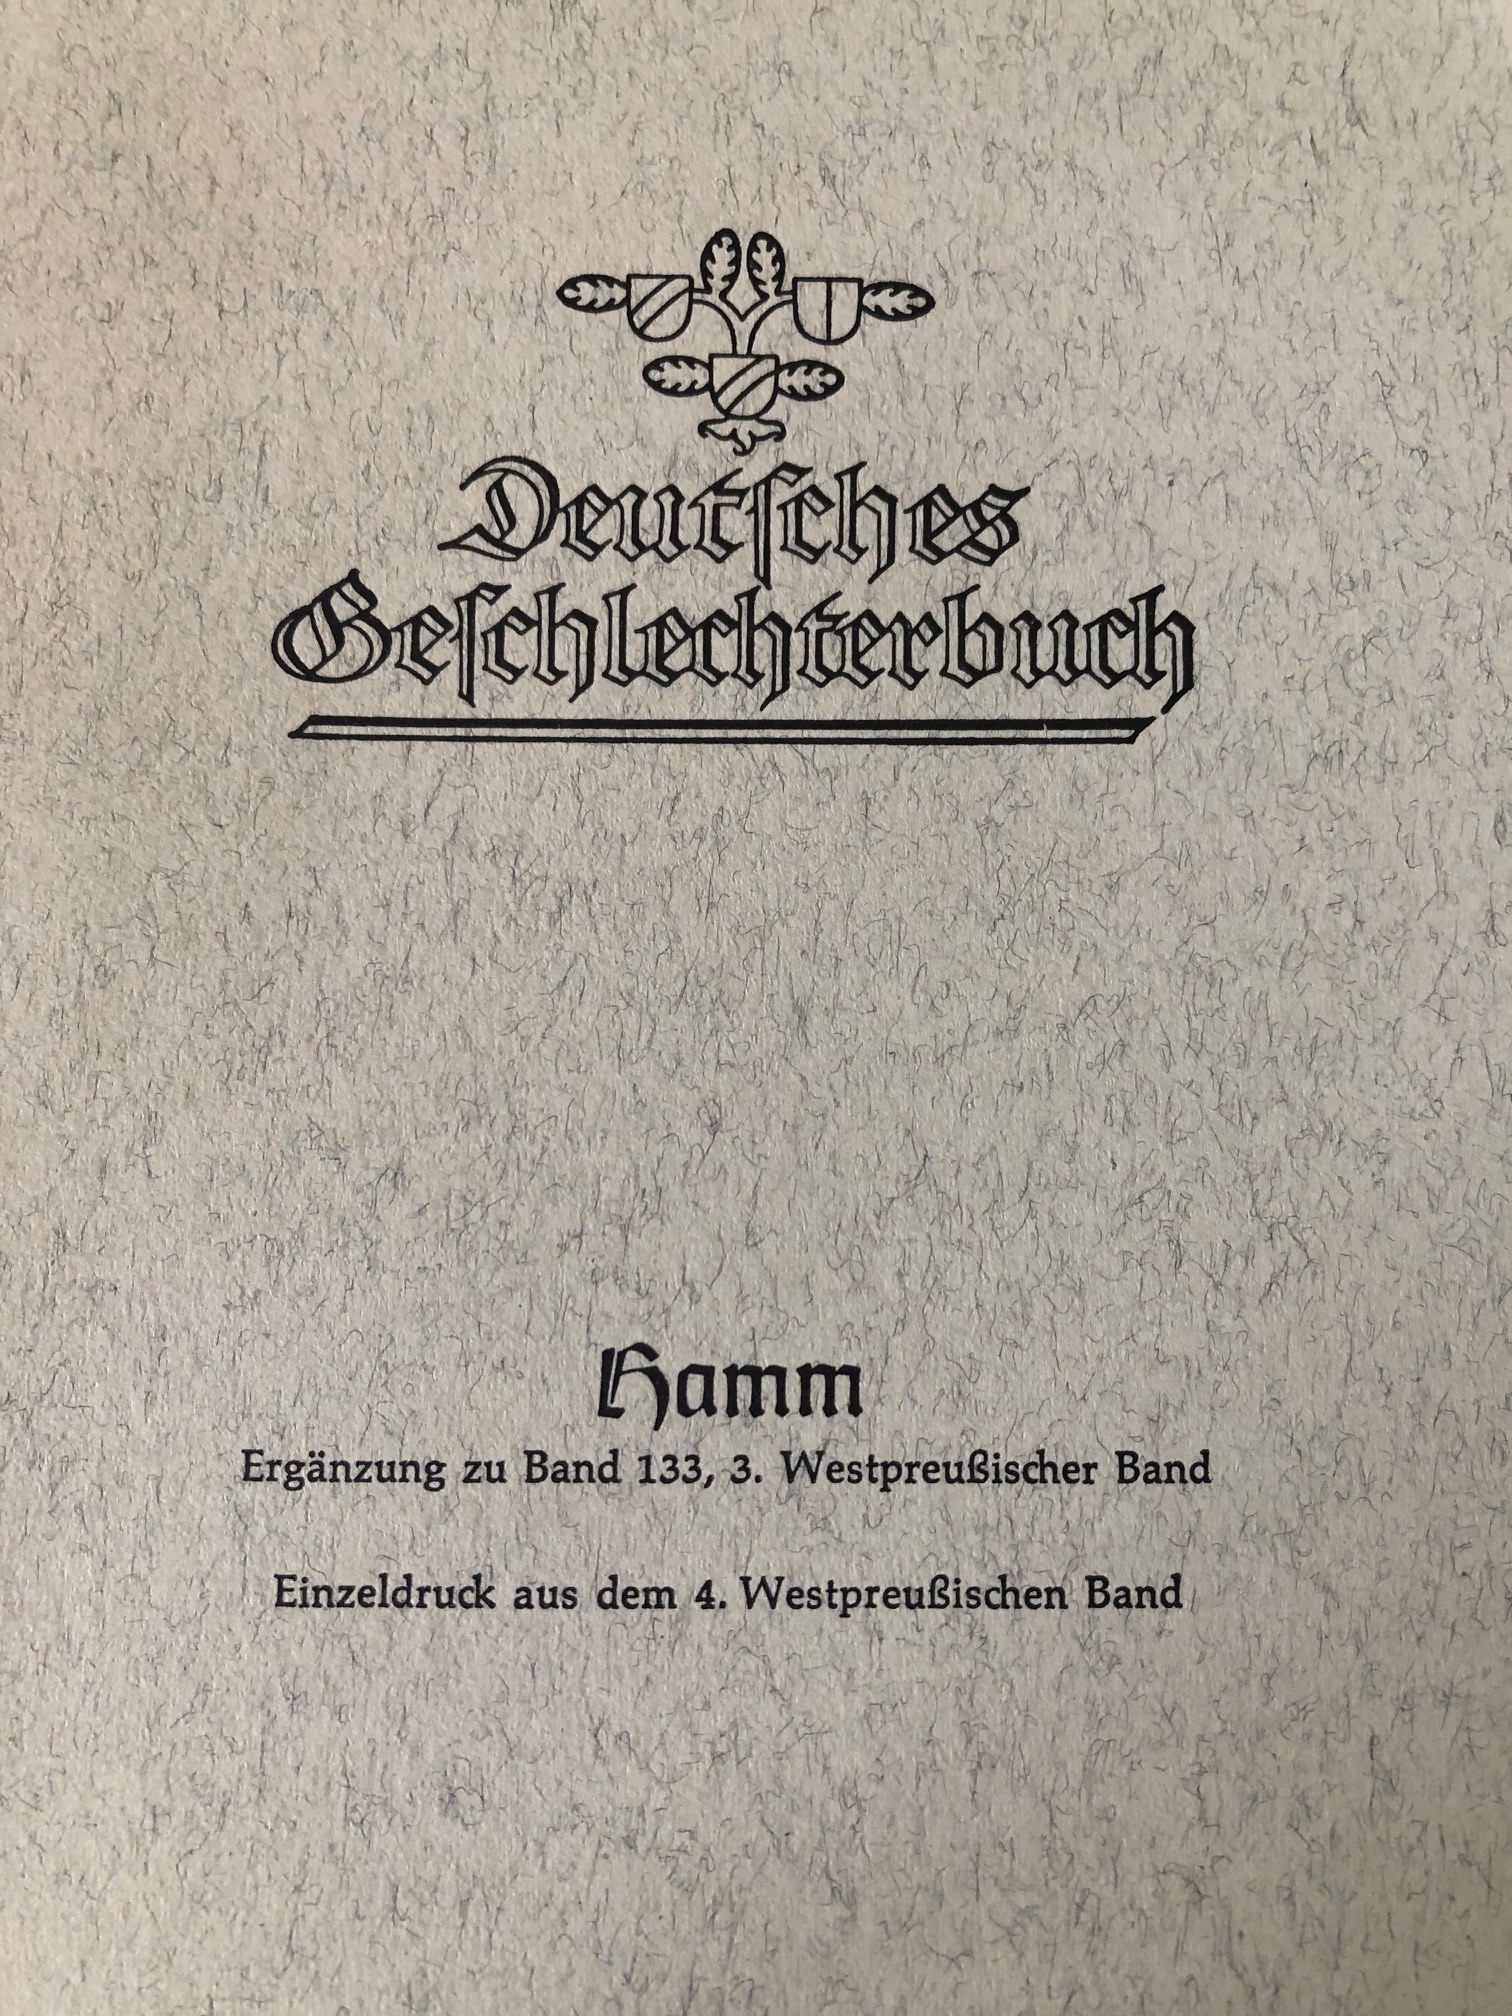 Deutſches
Geſchlechterbuch
Hamm
Ergänzung zu Band 133, 3. Westpreußischer Band
Einzeldruck aus dem 4. Westpreußischen Band